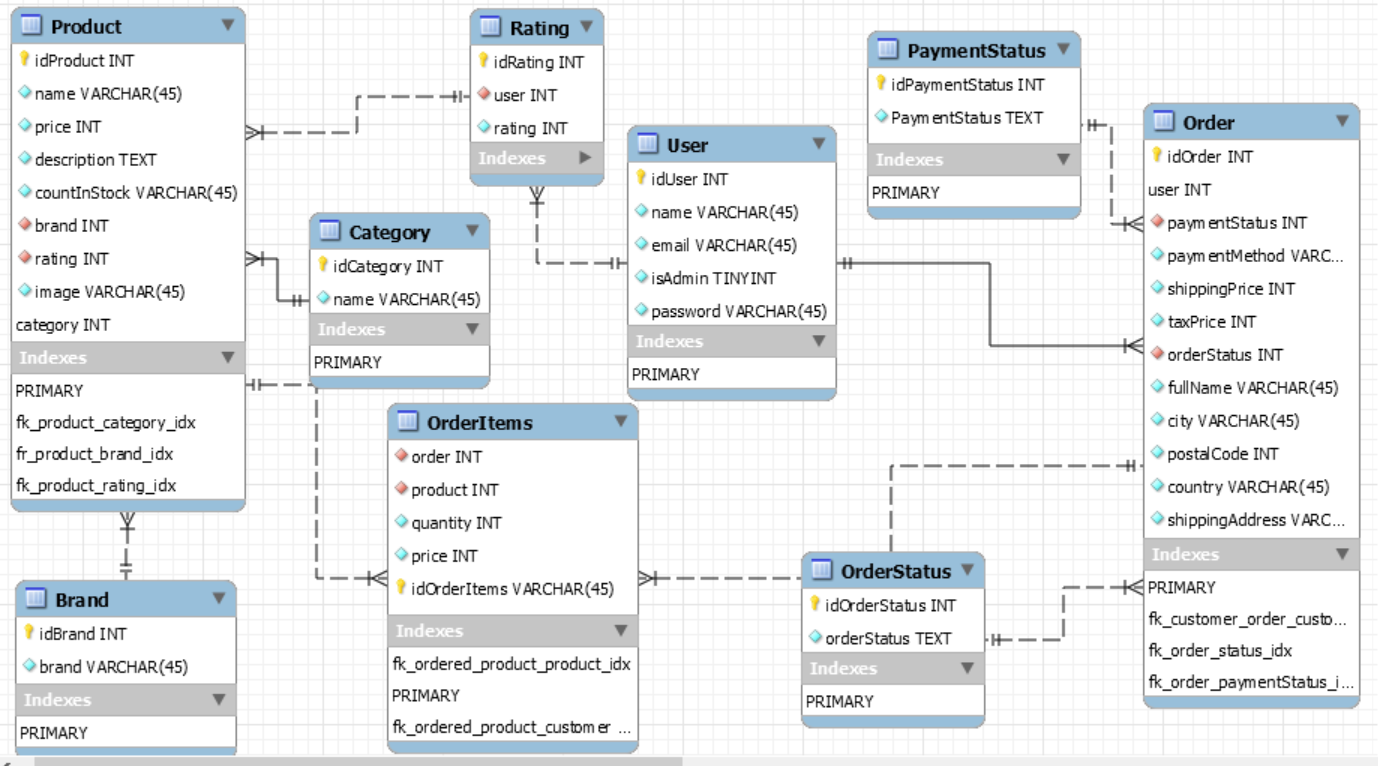 Product
idProduct INT
name VARCHAR(45)
price INT
description TEXT
countInStock VARCHAR(45)
brand INT
rating INT
image VARCHAR(45)
category INT
Indexes
PRIMARY
fk_product_category_idx
fr_product_brand_idx
fk_product_rating_idx
Rating
idRating INT
user INT
rating INT
Indexes
PaymentStatus
idPaymentStatus INT
PaymentStatus TEXT
Indexes
PRIMARY
Order
idOrder INT
user INT
paymentStatus INT
paymentMethod VARC...
shippingPrice INT
taxPrice INT
orderStatus INT
fullName VARCHAR(45)
city VARCHAR(45)
postalCode INT
country VARCHAR(45)
shippingAddress VARC...
Indexes
PRIMARY
fk_customer_order_custo...
fk_order_status_idx
fk_order_paymentStatus_i...
User
idUser INT
name VARCHAR(45)
email VARCHAR(45)
isAdmin TINYINT
password VARCHAR(45)
Indexes
PRIMARY
Category
idCategory INT
name VARCHAR(45)
Indexes
PRIMARY
OrderItems
order INT
product INT
quantity INT
price INT
idOrderItems VARCHAR(45)
Indexes
fk_ordered_product_product_idx
PRIMARY
fk_ordered_product_customer ...
OrderStatus
idOrderStatus INT
orderStatus TEXT
Indexes
PRIMARY
Brand
idBrand INT
brand VARCHAR(45)
Indexes
PRIMARY